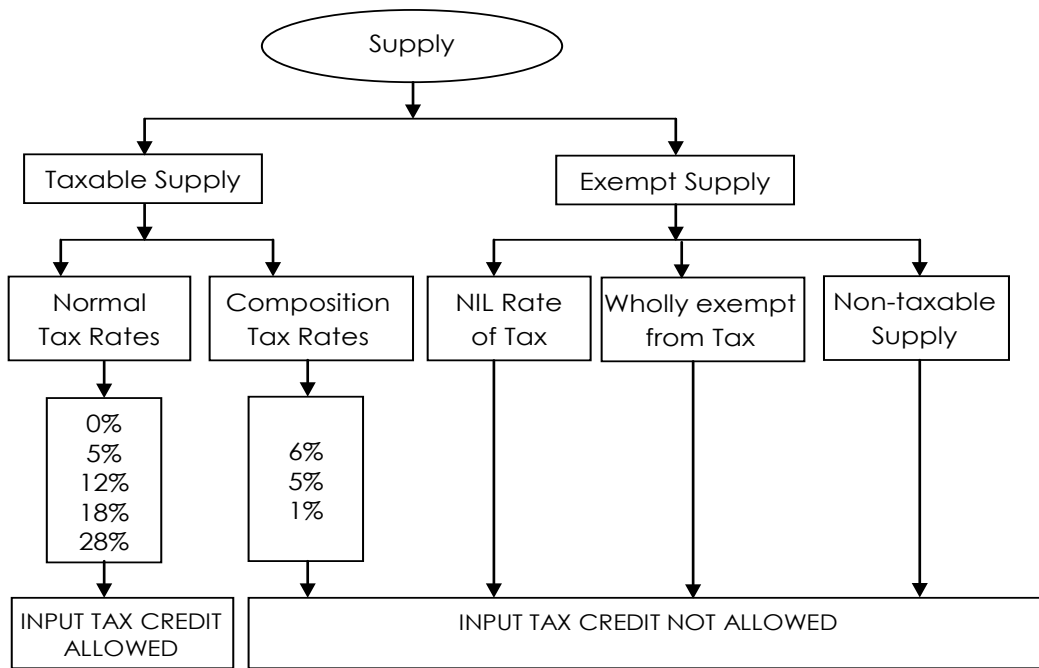 Supply
Taxable Supply
Exempt Supply
Normal
Tax Rates
Composition
Tax Rates
NIL Rate
of Tax
Wholly exempt
from Tax
Non-taxable
Supply
0%
5%
12%
18%
28%
6%
5%
1%
INPUT TAX CREDIT
ALLOWED
INPUT TAX CREDIT NOT ALLOWED